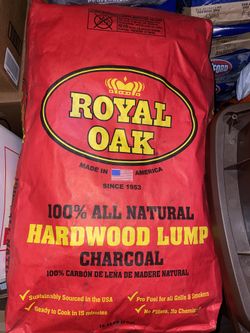 ROYAL
OAK
MADE IN AMERICA
SINCE 1953
100% ALL NATURAL
HARDWOOD LUMP
CHARCOAL
100% CARBÓN DE LEÑA DE MADERE NATURAL
✓ Sustainably Sourced in the USA
✓ Ready to Cook in 15 minutes
✓ Pro Fuel for all Grills & Smokers
✓ No Fillers, No